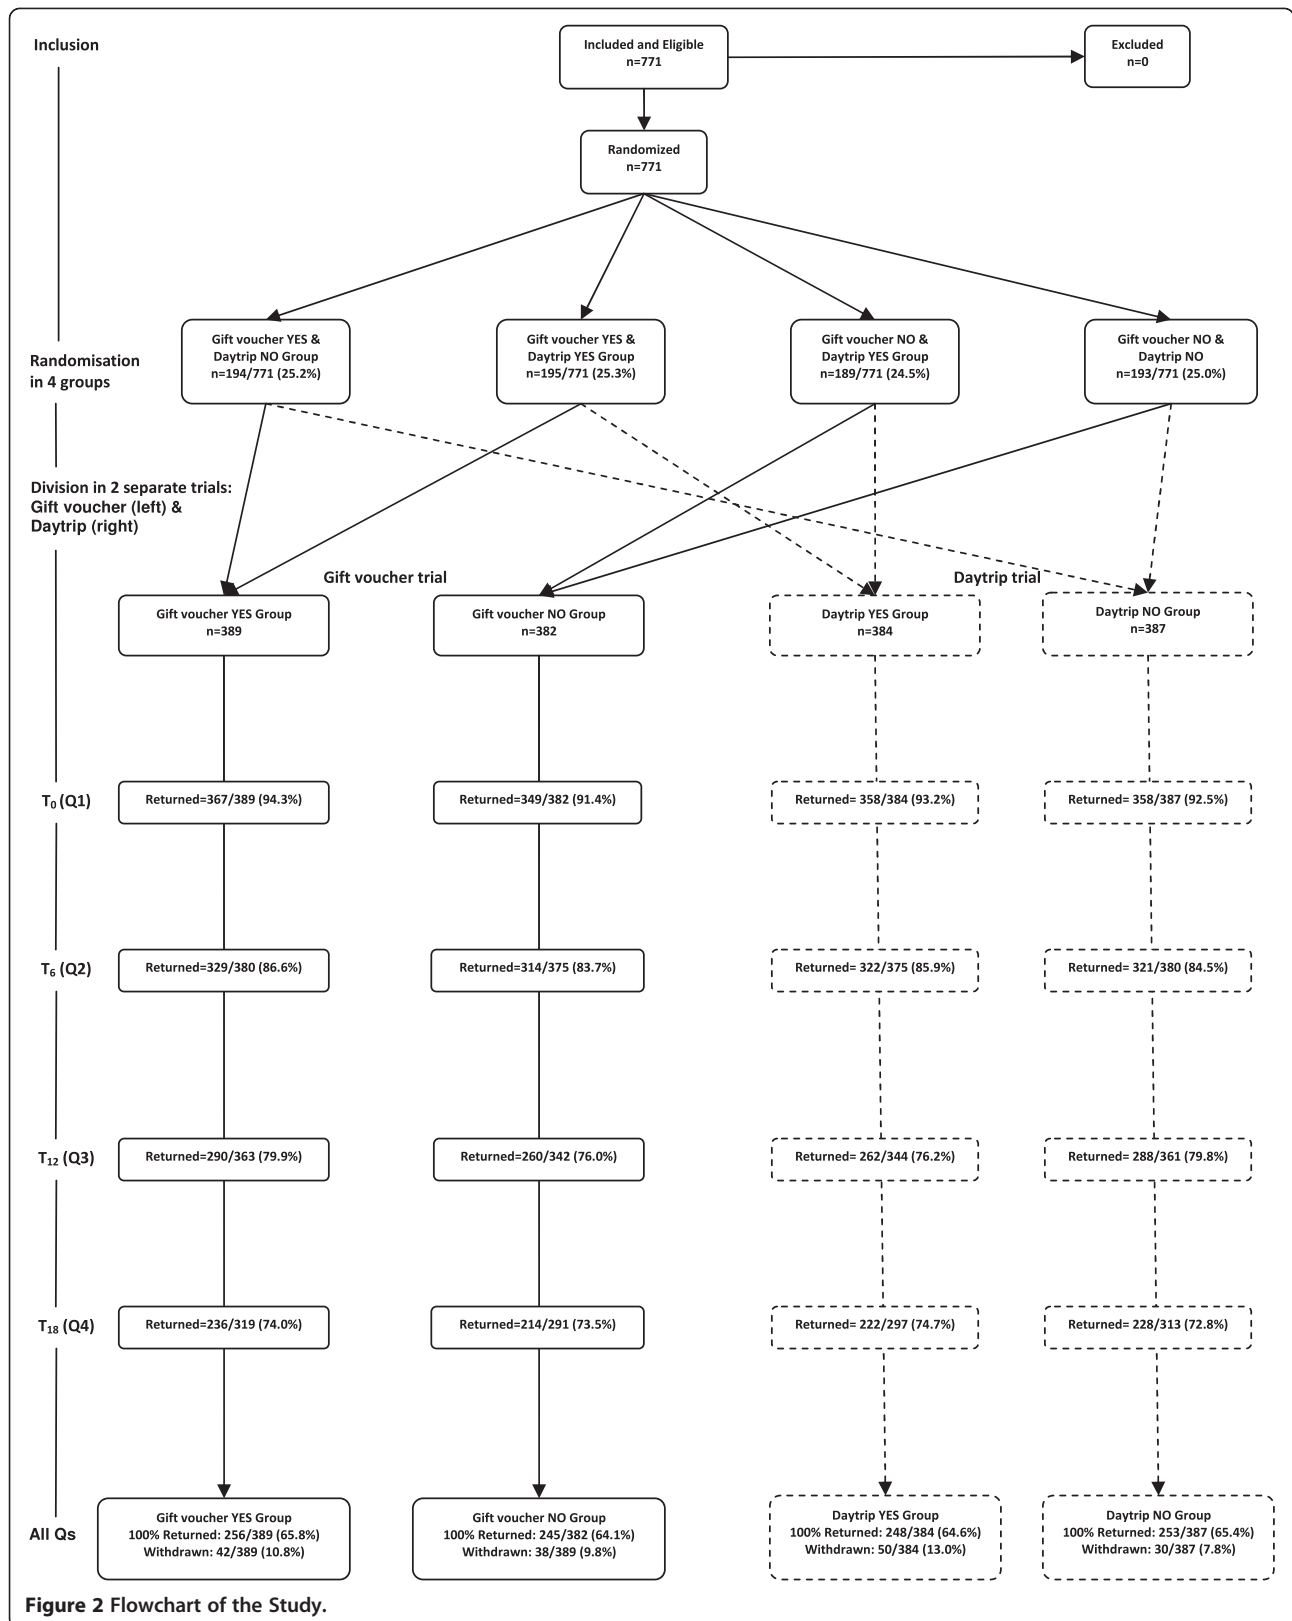 Inclusion
Included and Eligible
n=771
Excluded
n=0
Randomized
n=771
Randomisation
in 4 groups
Gift voucher YES &
Daytrip NO Group
n=194/771 (25.2%)
Gift voucher YES &
Daytrip YES Group
n=195/771 (25.3%)
Gift voucher NO &
Daytrip YES Group
n=189/771 (24.5%)
Gift voucher NO &
Daytrip NO
n=193/771 (25.0%)
Division in 2 separate trials:
Gift voucher (left) &
Daytrip (right)
Gift voucher trial
Daytrip trial
Gift voucher YES Group
n=389
Gift voucher NO Group
n=382
Daytrip YES Group
n=384
Daytrip NO Group
n=387
T0 (Q1)
Returned=367/389 (94.3%)
Returned=349/382 (91.4%)
Returned= 358/384 (93.2%)
Returned= 358/387 (92.5%)
T6 (Q2)
Returned=329/380 (86.6%)
Returned=314/375 (83.7%)
Returned= 322/375 (85.9%)
Returned= 321/380 (84.5%)
T12 (Q3)
Returned=290/363 (79.9%)
Returned=260/342 (76.0%)
Returned= 262/344 (76.2%)
Returned= 288/361 (79.8%)
T18 (Q4)
Returned=236/319 (74.0%)
Returned=214/291 (73.5%)
Returned= 222/297 (74.7%)
Returned= 228/313 (72.8%)
All Qs
Gift voucher YES Group
100% Returned: 256/389 (65.8%)
Withdrawn: 42/389 (10.8%)
Gift voucher NO Group
100% Returned: 245/382 (64.1%)
Withdrawn: 38/389 (9.8%)
Daytrip YES Group
100% Returned: 248/384 (64.6%)
Withdrawn: 50/384 (13.0%)
Daytrip NO Group
100% Returned: 253/387 (65.4%)
Withdrawn: 30/387 (7.8%)
Figure 2 Flowchart of the Study.